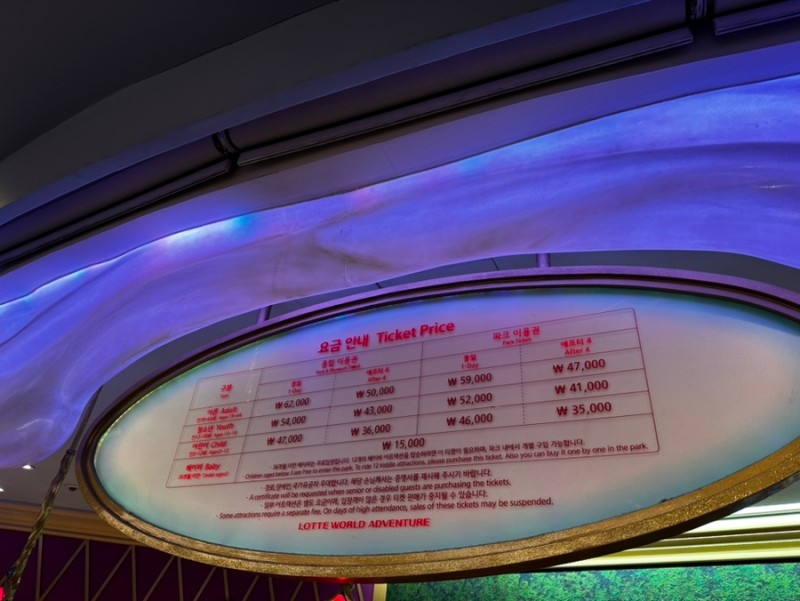 요금 안내 Ticket Price
구분 종합 이용권 파크 이용권
Park Ticket
종일 1-Day 애프터 4 After 4 종일 1-Day 애프터 4 After 4
어른 Adult ₩ 62,000 ₩ 50,000 ₩ 59,000 ₩ 47,000
청소년 Youth ₩ 54,000 ₩ 43,000 ₩ 52,000 ₩ 41,000
어린이 Child ₩ 47,000 ₩ 36,000 ₩ 46,000 ₩ 35,000
베이비 Baby ₩ 15,000
Children aged below 3 are Free to enter the park. To ride 12 kiddie attractions, please purchase this ticket. Also you can buy it one by one in the park.
- A certificate will be requested when senior or disabled guests are purchasing the tickets.
- Some attractions require a separate fee. On days of high attendance, sales of these tickets may be suspended.
LOTTE WORLD ADVENTURE